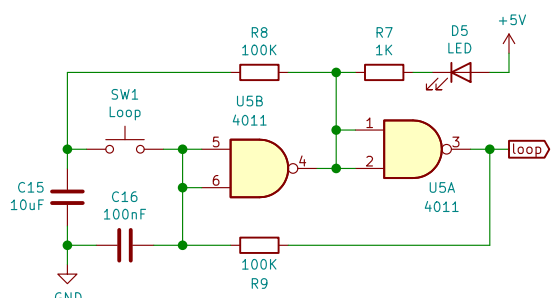 +5V
R8
100K
R7
1K
D5
LED
SW1
Loop
U5B
4011
5
6
4
1
2
3
loop
U5A
4011
C15
10uF
C16
100nF
100K
R9
GND